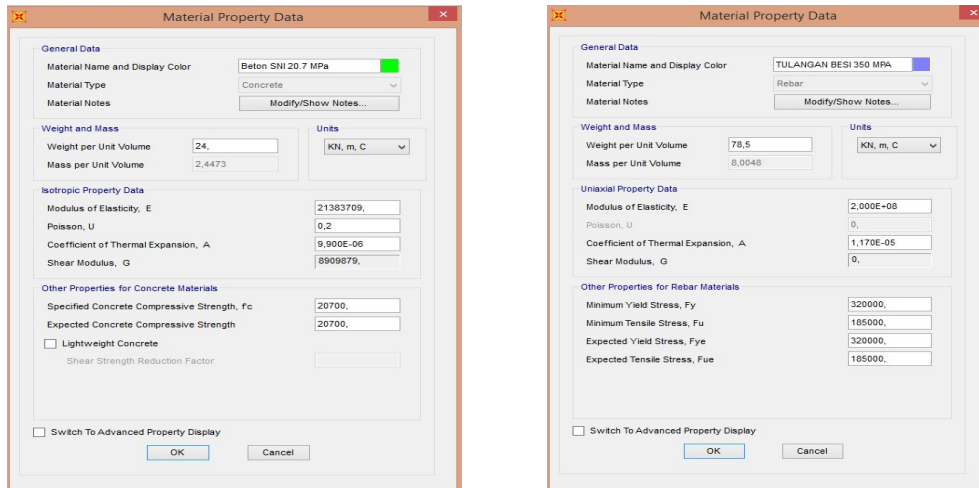 Material Property Data
General Data
Material Name and Display Color Beton SNI 20.7 MPa
Material Type Concrete
Material Notes Modify/Show Notes...
Weight and Mass Units
Weight per Unit Volume 24, KN, m, C
Mass per Unit Volume 2,4473
Isotropic Property Data
Modulus of Elasticity, E 21383709,
Poisson, U 0,2
Coefficient of Thermal Expansion, A 9,900E-06
Shear Modulus, G 8909879,
Other Properties for Concrete Materials
Specified Concrete Compressive Strength, f'c 20700,
Expected Concrete Compressive Strength 20700,
Lightweight Concrete
Shear Strength Reduction Factor
Switch To Advanced Property Display
OK Cancel
Material Property Data
General Data
Material Name and Display Color TULANGAN BESI 350 MPA
Material Type Rebar
Material Notes Modify/Show Notes...
Weight and Mass Units
Weight per Unit Volume 78,5 KN, m, C
Mass per Unit Volume 8,0048
Uniaxial Property Data
Modulus of Elasticity, E 2,000E+08
Poisson, U 0,
Coefficient of Thermal Expansion, A 1,170E-05
Shear Modulus, G 0,
Other Properties for Rebar Materials
Minimum Yield Stress, Fy 320000,
Minimum Tensile Stress, Fu 185000,
Expected Yield Stress, Fye 320000,
Expected Tensile Stress, Fue 185000,
Switch To Advanced Property Display
OK Cancel